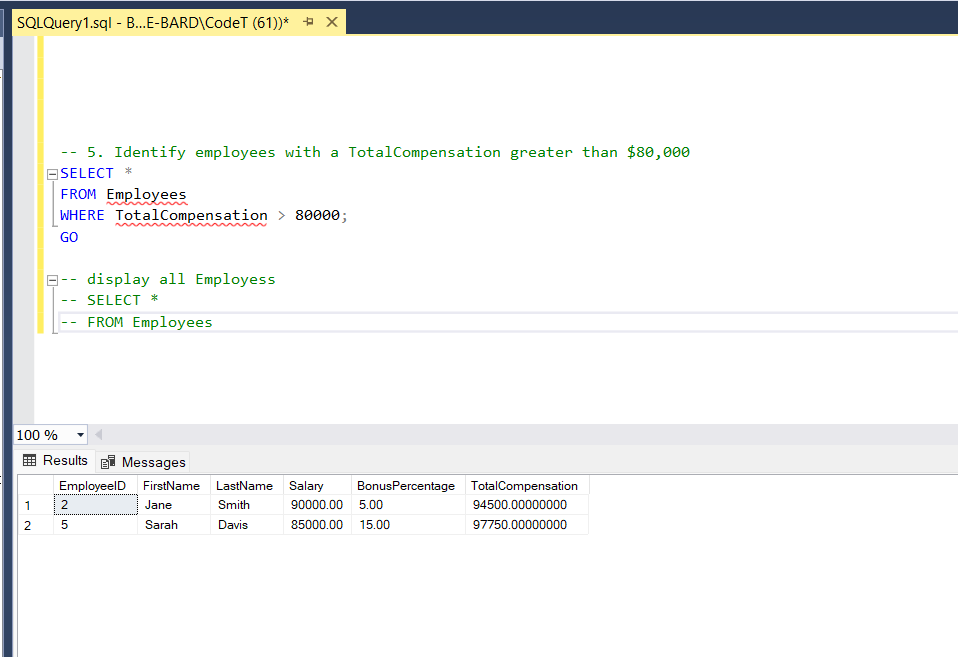 SQLQuery1.sql - B...E-BARD\CodeT (61))*
-- 5. Identify employees with a TotalCompensation greater than $80,000
SELECT *
FROM Employees
WHERE TotalCompensation > 80000;
GO
-- display all Employess
-- SELECT *
-- FROM Employees
100 %
Results Messages
EmployeeID FirstName LastName Salary BonusPercentage TotalCompensation
1 2 Jane Smith 90000.00 5.00 94500.00000000
2 5 Sarah Davis 85000.00 15.00 97750.00000000